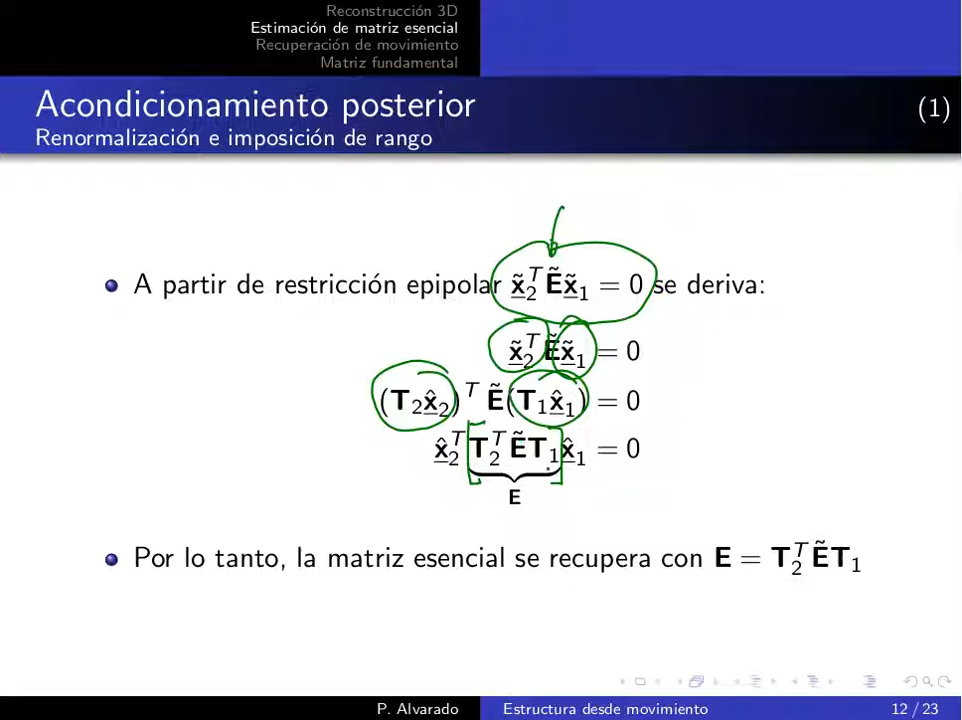 Reconstrucción 3D
Estimación de matriz esencial
Recuperación de movimiento
Matriz fundamental
Acondicionamiento posterior (1)
Renormalización e imposición de rango
A partir de restricción epipolar x̲̃₂ᵀẼx̲̃₁ = 0 se deriva:
x̲̃₂ᵀẼx̲̃₁ = 0
(T₂x̲̂₂)ᵀ Ẽ(T₁x̲̂₁) = 0
x̲̂₂ᵀ T₂ᵀẼT₁ x̲̂₁ = 0
E
Por lo tanto, la matriz esencial se recupera con E = T₂ᵀẼT₁
P. Alvarado Estructura desde movimiento 12 / 23